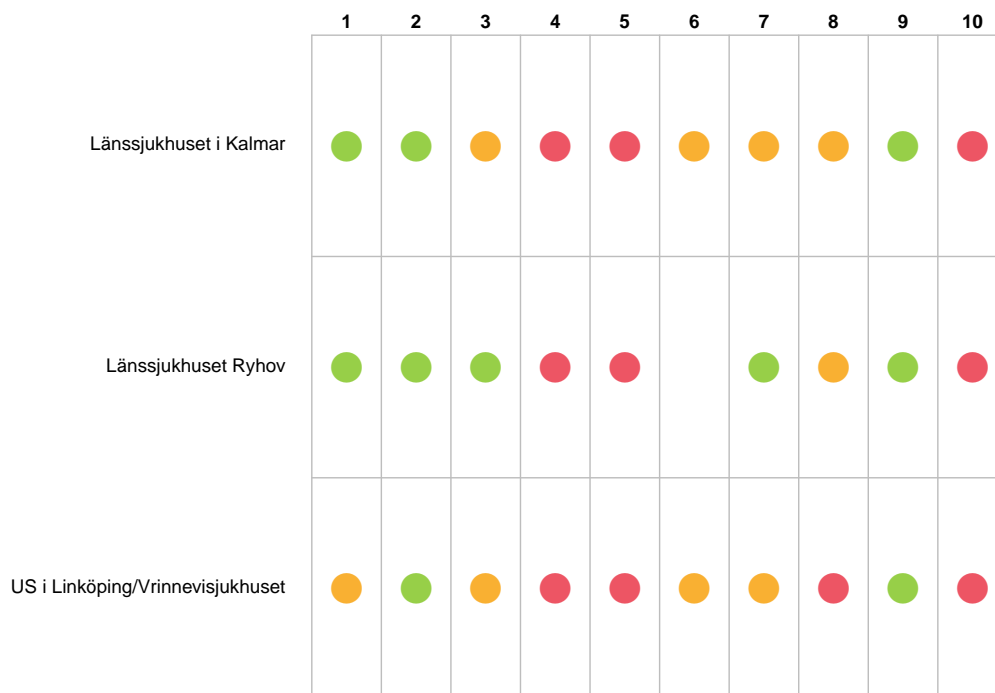 1 2 3 4 5 6 7 8 9 10
Länssjukhuset i Kalmar
Länssjukhuset Ryhov
US i Linköping/Vrinnevisjukhuset